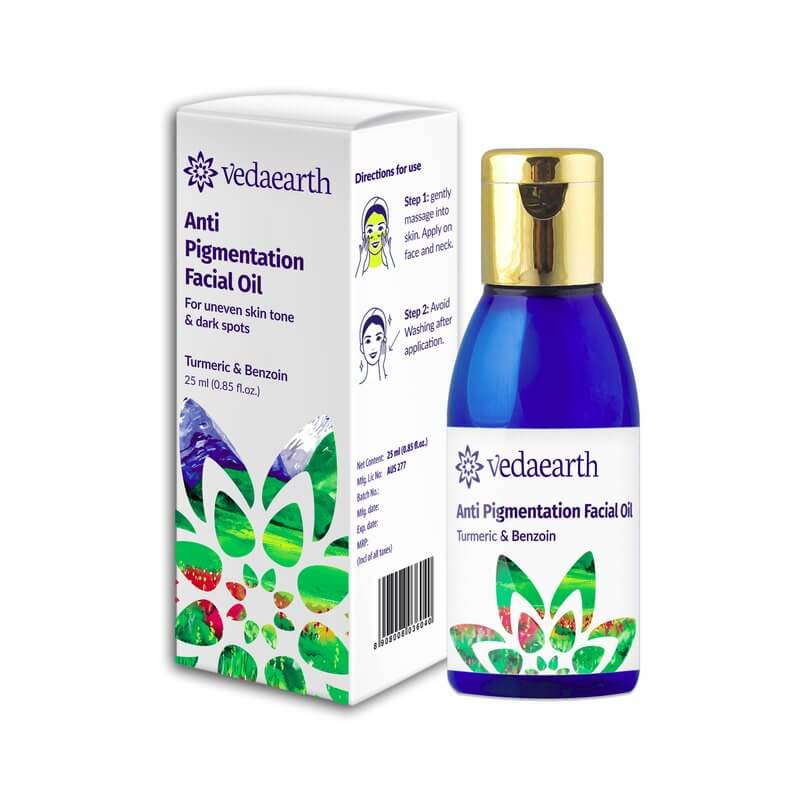 vedaearth
Anti
Pigmentation
Facial Oil
For uneven skin tone
& dark spots
Turmeric & Benzoin
25 ml (0.85 fl.oz.)
Directions for use
Step 1: gently
massage into
skin. Apply on
face and neck.
Step 2: Avoid
Washing after
application.
Net Content: 25 ml (0.85 fl.oz.)
Mfg. Lic No: AUS 277
Batch No.:
Mfg. date:
Exp. date:
MRP:
(Incl of all taxes)
8 908008 036040
vedaearth
Anti Pigmentation Facial Oil
Turmeric & Benzoin